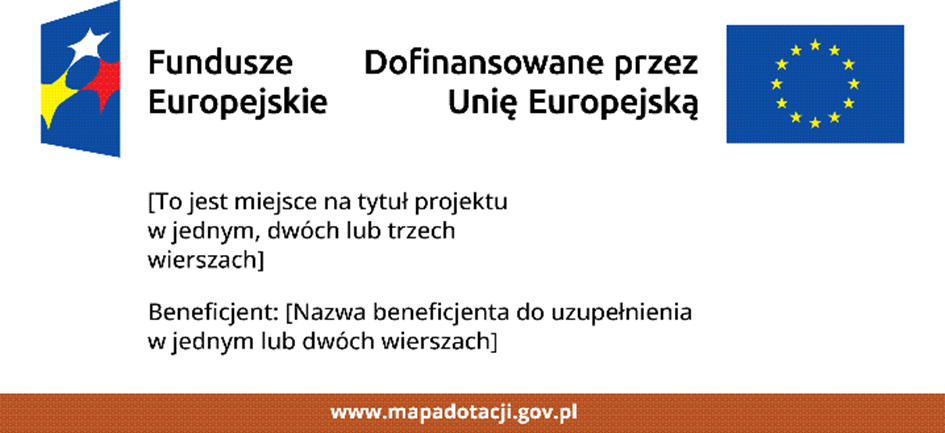 Fundusze
Europejskie
Dofinansowane przez
Unię Europejską
[To jest miejsce na tytuł projektu
w jednym, dwóch lub trzech
wierszach]
Beneficjent: [Nazwa beneficjenta do uzupełnienia
w jednym lub dwóch wierszach]
www.mapadotacji.gov.pl